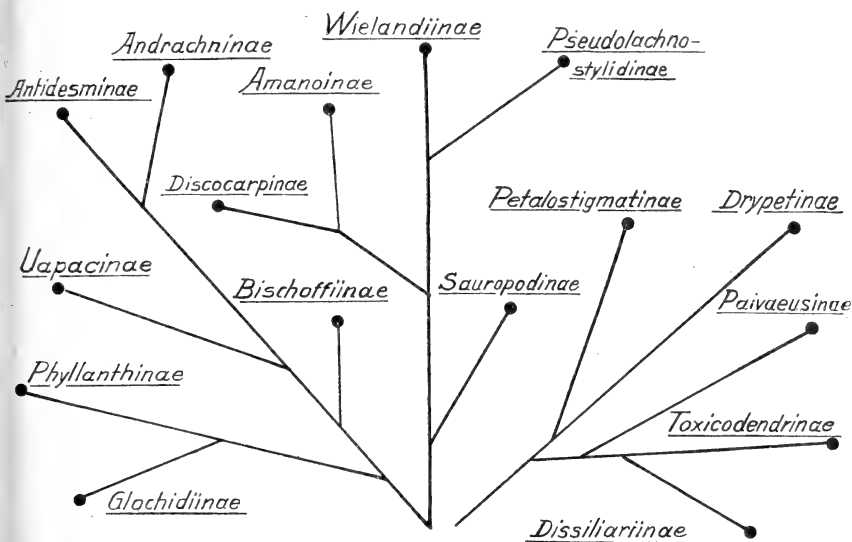 Wielandiinae
Andrachninae
Pseudolachno-
stylidinae
Antidesminae
Amanoinae
Discocarpinae
Petalostigmatinae
Drypetinae
Uapacinae
Bischoffiinae
Sauropodinae
Paivaeusinae
Phyllanthinae
Toxicodendrinae
Glochidiinae
Dissiliariinae